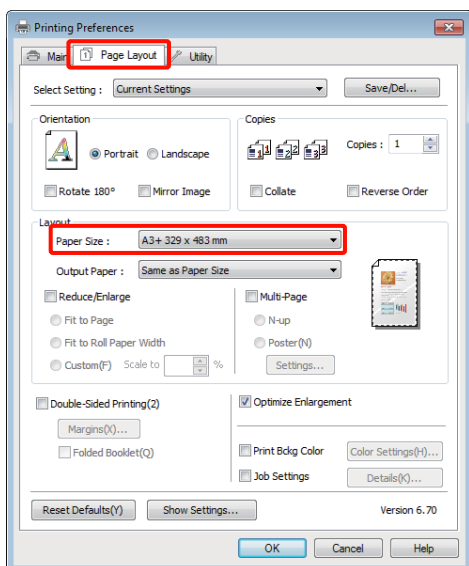 Printing Preferences
Main Page Layout Utility
Select Setting : Current Settings Save/Del...
Orientation Copies
Portrait Landscape Copies : 1
Rotate 180° Mirror Image Collate Reverse Order
Layout
Paper Size : A3+ 329 x 483 mm
Output Paper : Same as Paper Size
Reduce/Enlarge Multi-Page
Fit to Page N-up
Fit to Roll Paper Width Poster(N)
Custom(F) Scale to % Settings...
Double-Sided Printing(2) Optimize Enlargement
Margins(X)...
Folded Booklet(Q) Print Bckg Color Color Settings(H)...
Job Settings Details(K)...
Reset Defaults(Y) Show Settings... Version 6.70
OK Cancel Help